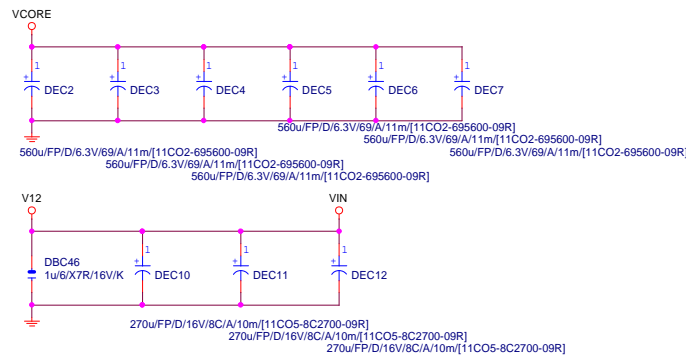 VCORE
1 1 1 1 1 1
+ + + + + +
DEC2 DEC3 DEC4 DEC5 DEC6 DEC7
560u/FP/D/6.3V/69/A/11m/[11CO2-695600-09R]
560u/FP/D/6.3V/69/A/11m/[11CO2-695600-09R]
560u/FP/D/6.3V/69/A/11m/[11CO2-695600-09R]
560u/FP/D/6.3V/69/A/11m/[11CO2-695600-09R]
560u/FP/D/6.3V/69/A/11m/[11CO2-695600-09R]
560u/FP/D/6.3V/69/A/11m/[11CO2-695600-09R]
V12 VIN
1 1 1
+ + +
DBC46
1u/6/X7R/16V/K DEC10 DEC11 DEC12
270u/FP/D/16V/8C/A/10m/[11CO5-8C2700-09R]
270u/FP/D/16V/8C/A/10m/[11CO5-8C2700-09R]
270u/FP/D/16V/8C/A/10m/[11CO5-8C2700-09R]